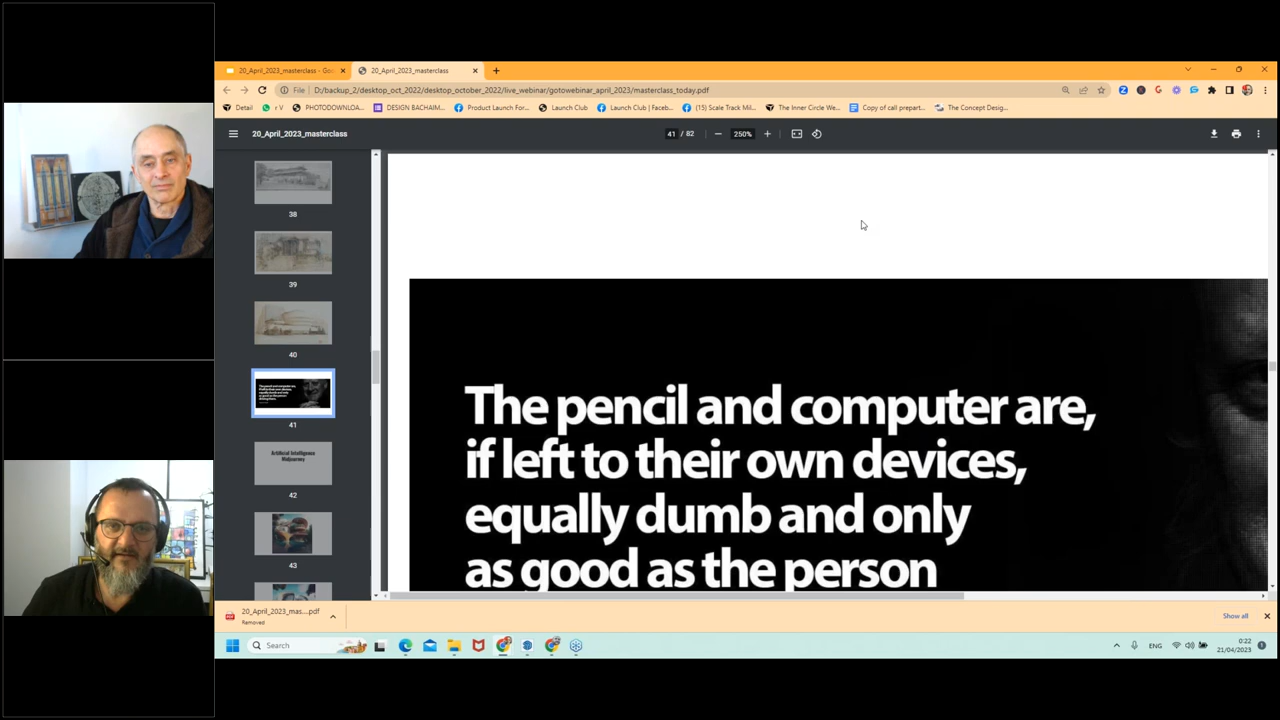 20_April_2023_masterclass - Go
20_April_2023_masterclass
File
D:/backup_2/desktop_oct_2022/desktop_october_2022/live_webinar/gotowebinar_april_2023/masterclass_today.pdf
Detail
r V
PHOTODOWNLOA...
DESIGN BACHAIM...
Product Launch For...
Launch Club
Launch Club | Faceb...
(15) Scale Track Mil...
The Inner Circle We...
Copy of call prepart...
The Concept Desig...
20_April_2023_masterclass
41 / 82
250%
38
39
40
41
Artificial Intelligence
Midjourney
42
43
The pencil and computer are,
if left to their own devices,
equally dumb and only
as good as the person
20_April_2023_mas....pdf
Removed
Show all
Search
ENG
0:22
21/04/2023